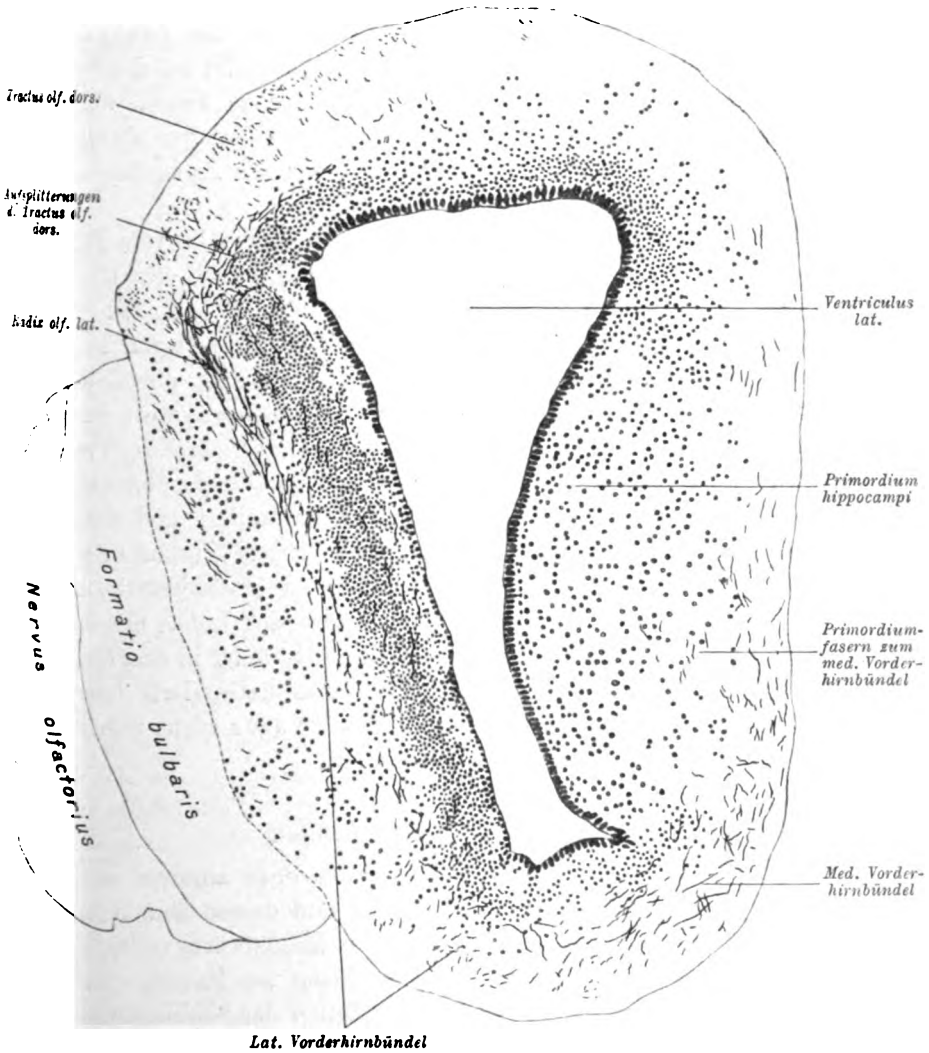 Tractus olf. dors.
Aufsplitterungen
d. Tractus olf.
dors.
Radix olf. lat.
Ventriculus
lat.
Primordium
hippocampi
Primordium-
fasern zum
med. Vorder-
hirnbündel
Med. Vorder-
hirnbündel
Formatio
bulbaris
Nervus
olfactorius
Lat. Vorderhirnbündel